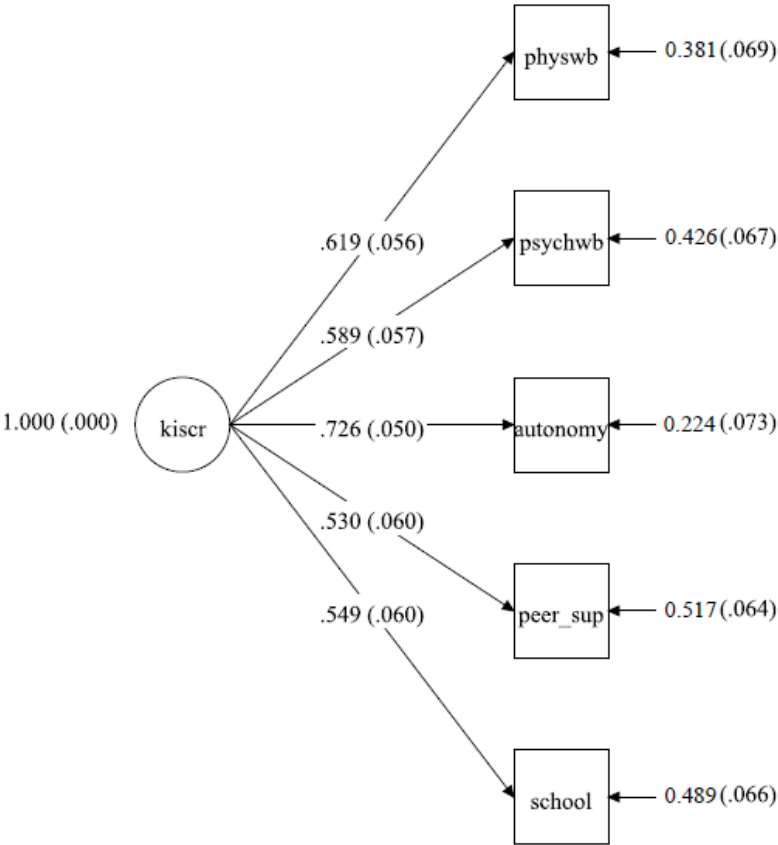 physwb
0.381 (.069)
.619 (.056)
psychwb
0.426 (.067)
.589 (.057)
1.000 (.000)
kiscr
.726 (.050)
autonomy
0.224 (.073)
.530 (.060)
peer_sup
0.517 (.064)
.549 (.060)
school
0.489 (.066)